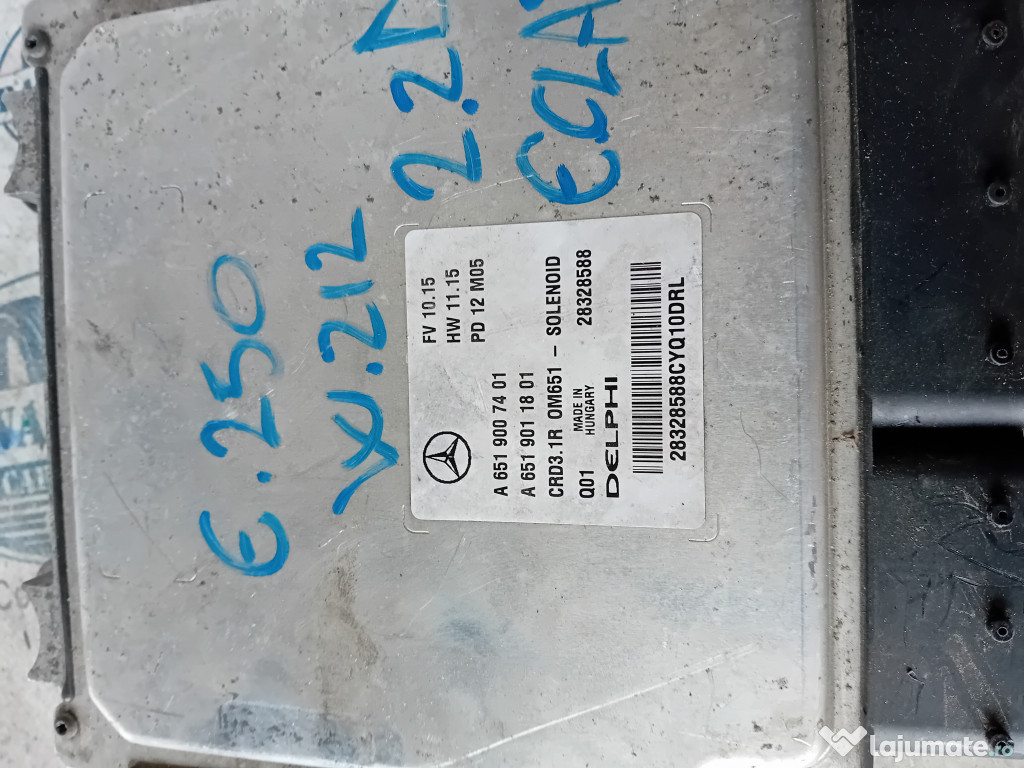 E.250
W.212
2.2
FV 10.15
HW 11.15
PD 12 M05
A 651 900 74 01
A 651 901 18 01
CRD3.1R OM651 – SOLENOID
Q01
MADE IN
HUNGARY
28328588
DELPHI
28328588CYQ10DRL
lajumate.ro